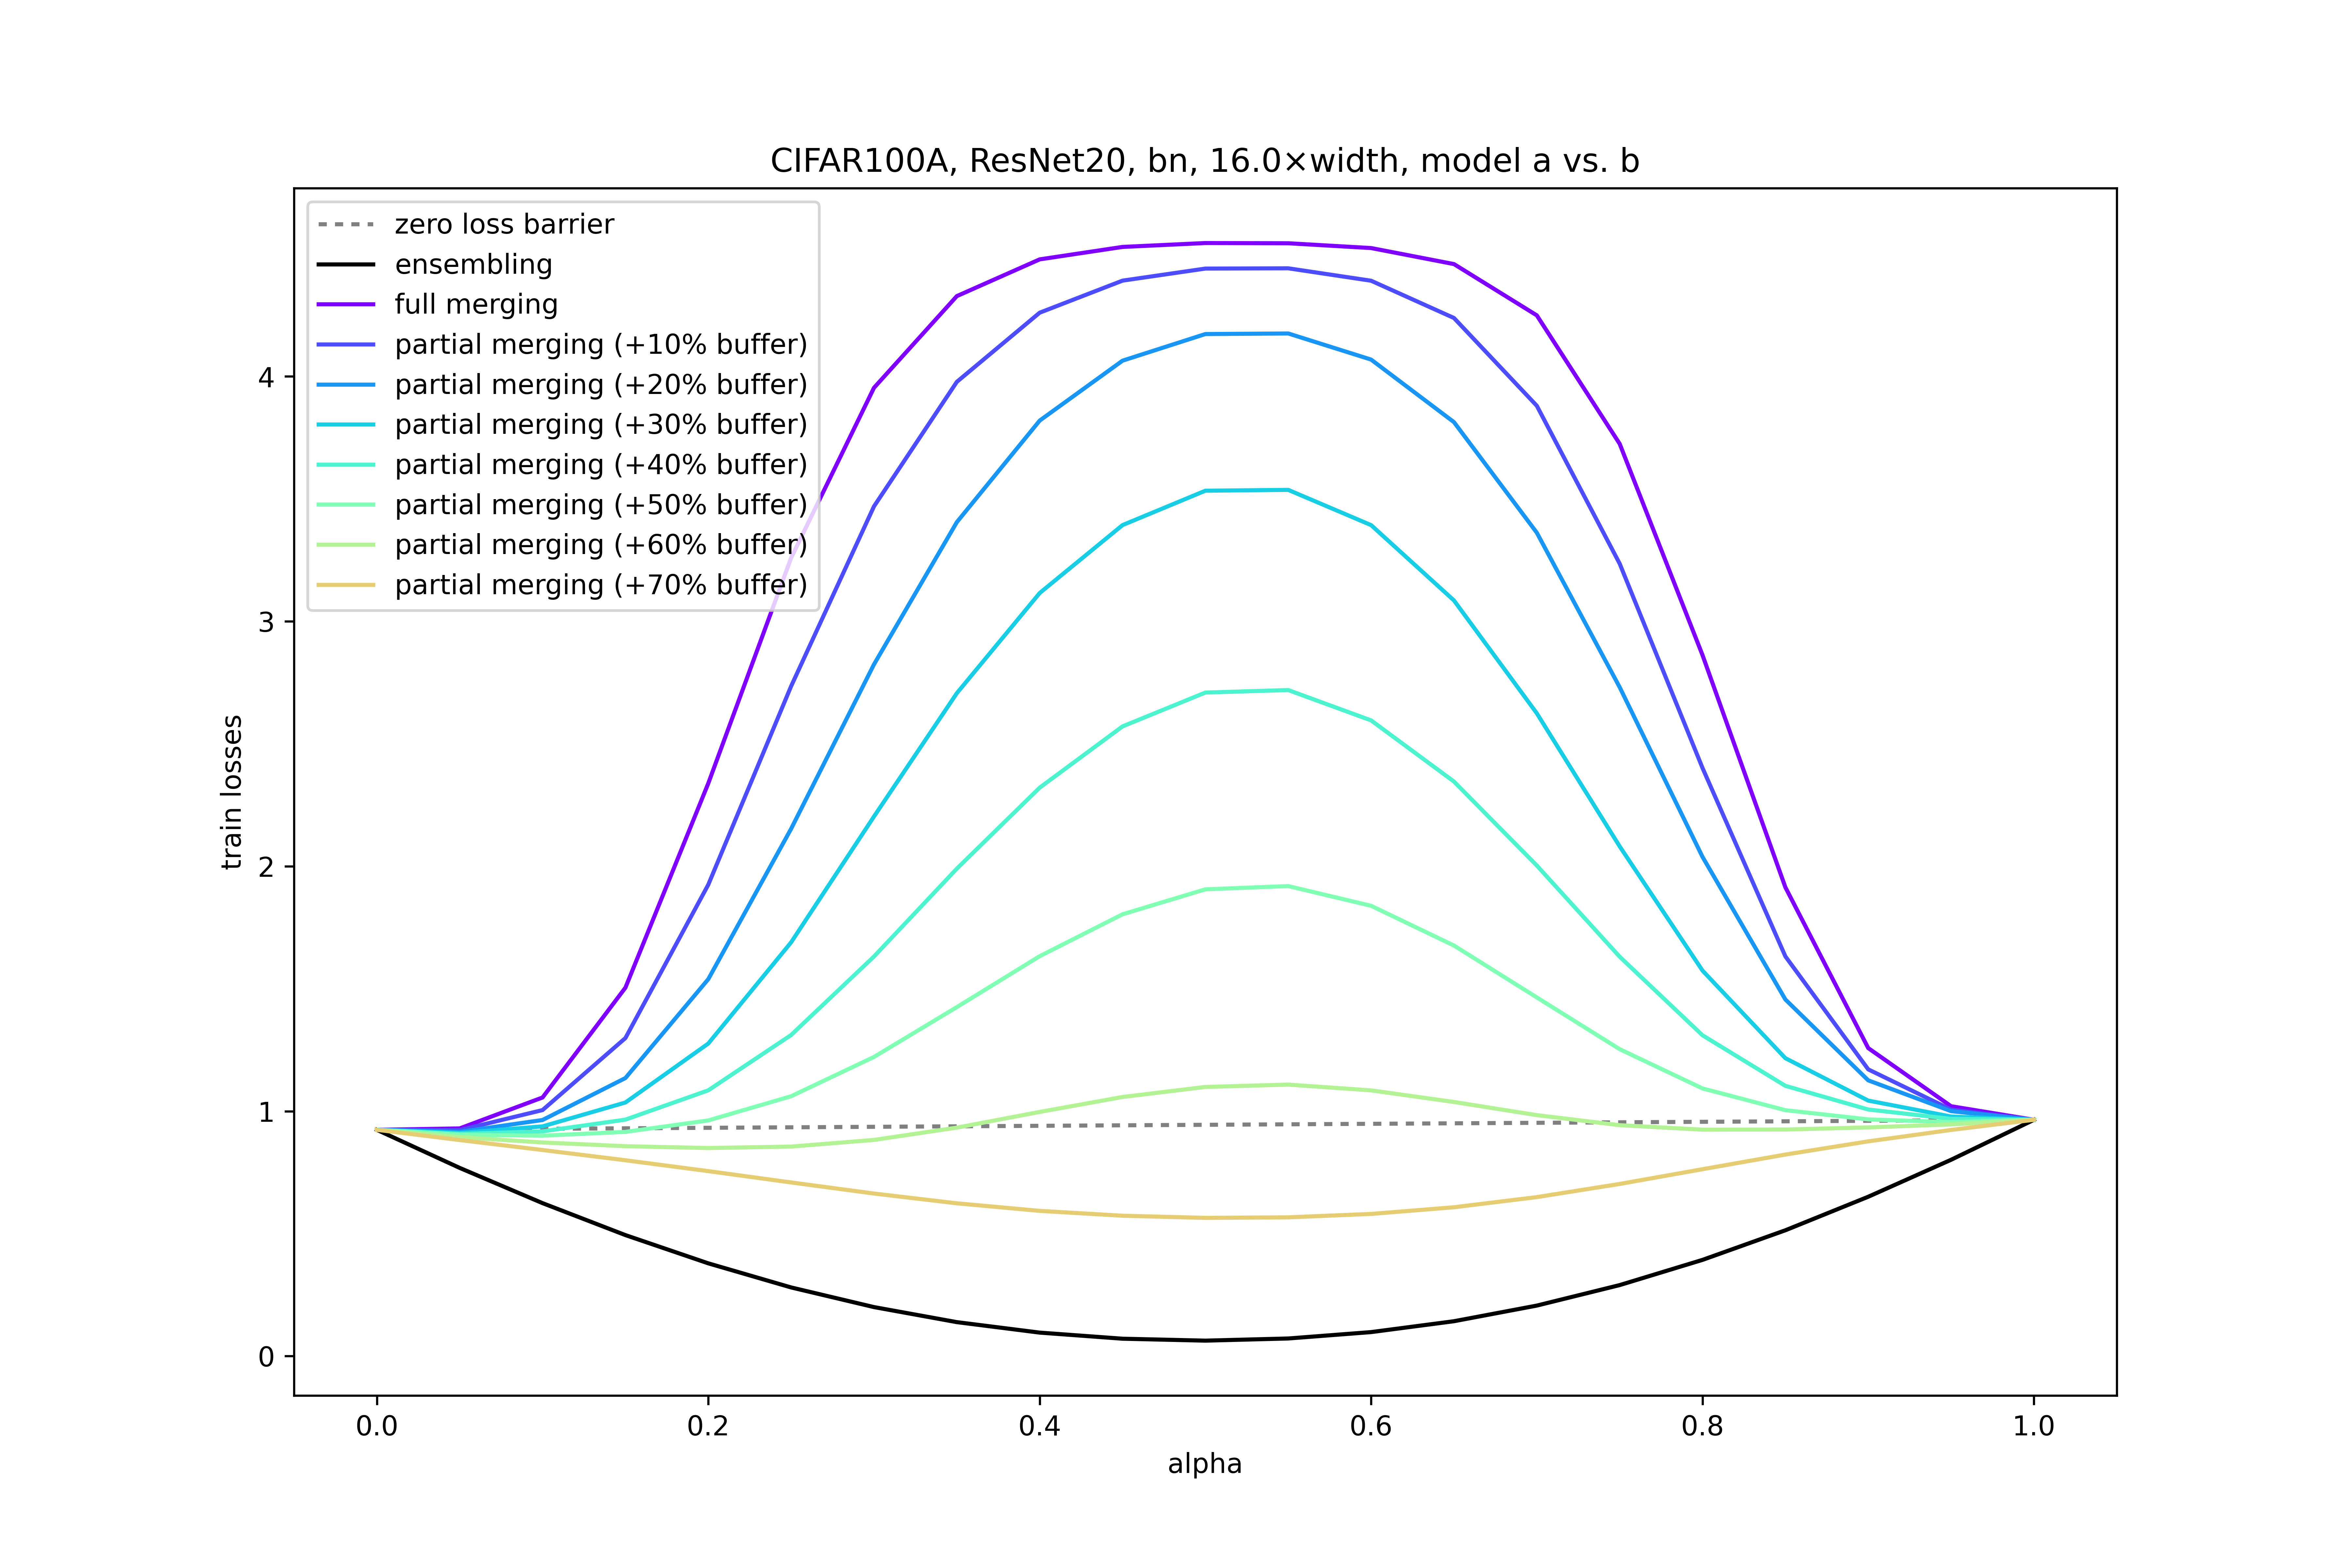 CIFAR100A, ResNet20, bn, 16.0×width, model a vs. b
zero loss barrier
ensembling
full merging
partial merging (+10% buffer)
partial merging (+20% buffer)
partial merging (+30% buffer)
partial merging (+40% buffer)
partial merging (+50% buffer)
partial merging (+60% buffer)
partial merging (+70% buffer)
train losses
4
3
2
1
0
0.0 0.2 0.4 0.6 0.8 1.0
alpha